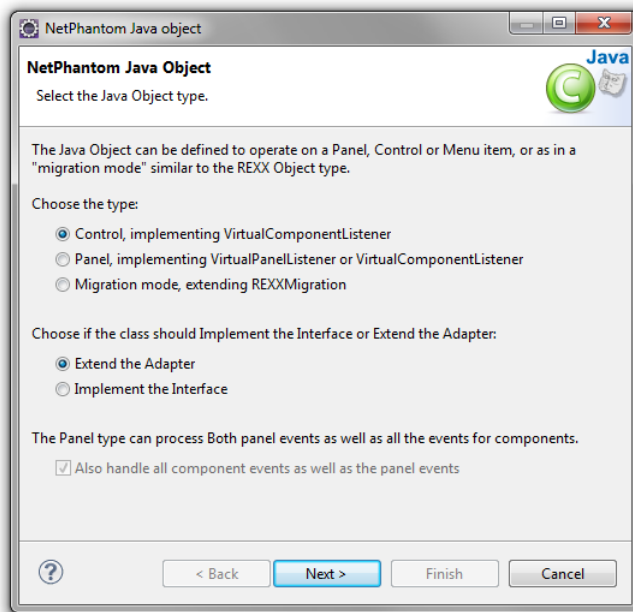 NetPhantom Java object
NetPhantom Java Object
Select the Java Object type.
Java
C
The Java Object can be defined to operate on a Panel, Control or Menu item, or as in a
"migration mode" similar to the REXX Object type.
Choose the type:
Control, implementing VirtualComponentListener
Panel, implementing VirtualPanelListener or VirtualComponentListener
Migration mode, extending REXXMigration
Choose if the class should Implement the Interface or Extend the Adapter:
Extend the Adapter
Implement the Interface
The Panel type can process Both panel events as well as all the events for components.
Also handle all component events as well as the panel events
?
< Back
Next >
Finish
Cancel